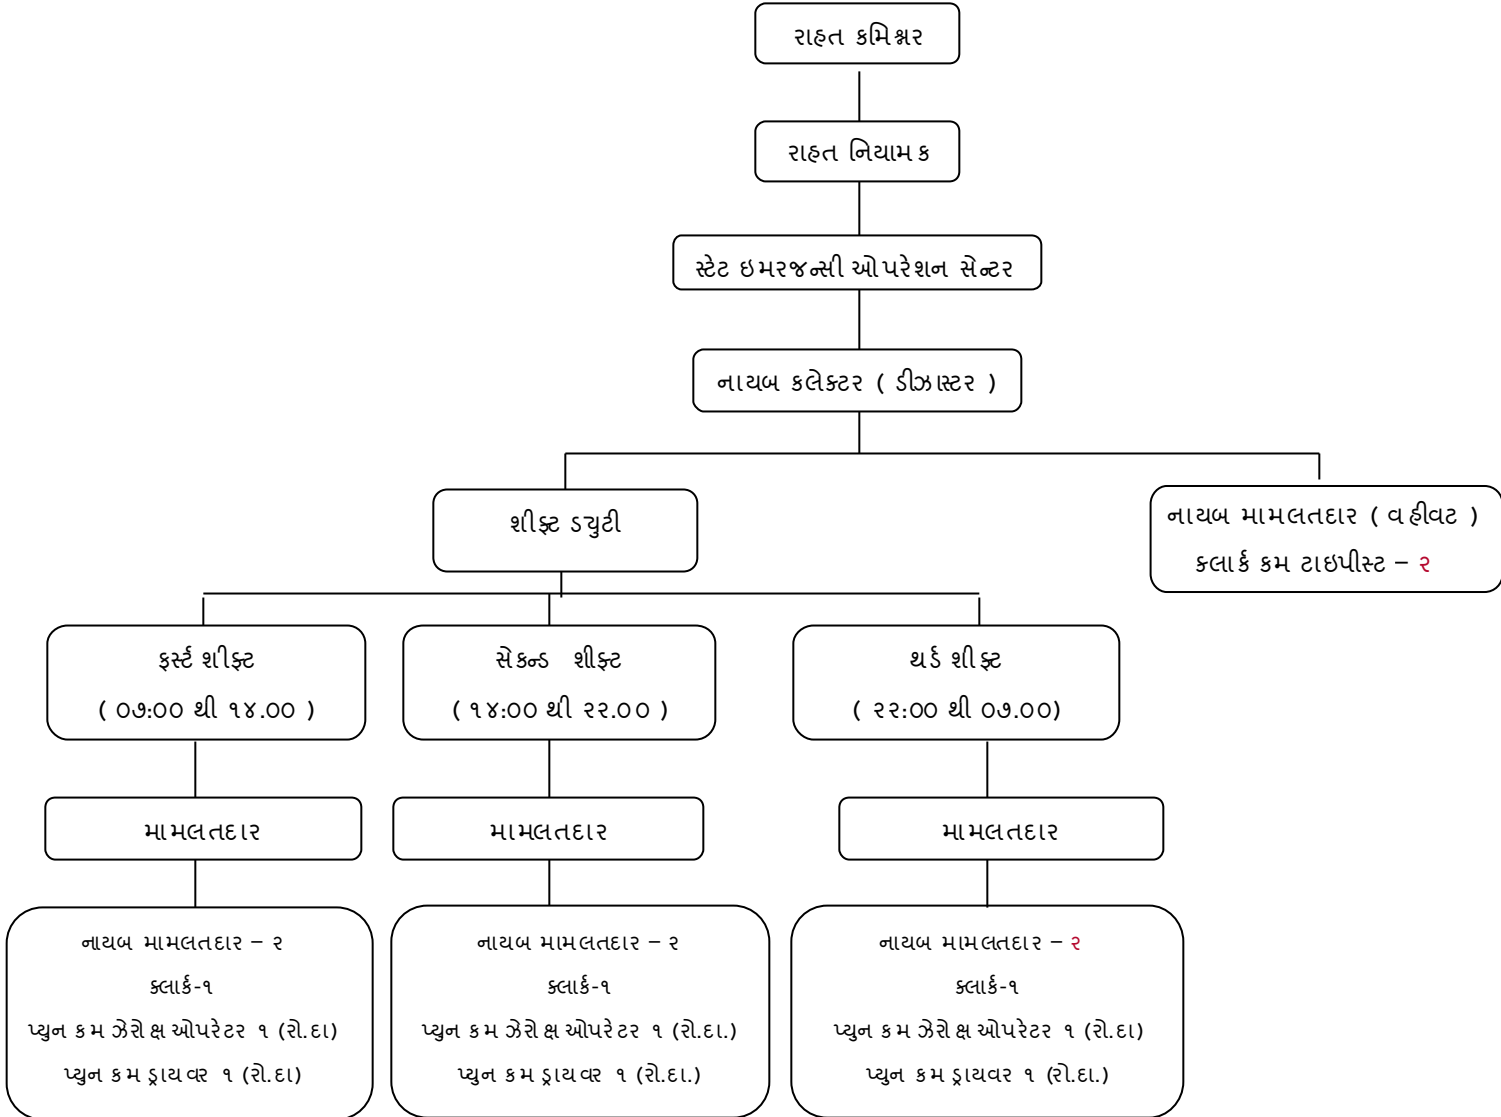 રાહત કમિશ્નર
રાહત નિયામક
સ્ટેટ ઇમરજન્સી ઓપરેશન સેન્ટર
નાયબ કલેક્ટર ( ડીઝાસ્ટર )
શીફ્ટ ડ્યુટી
નાયબ મામલતદાર ( વહીવટ )
ક્લાર્ક કમ ટાઇપીસ્ટ – ૨
ફર્સ્ટ શીફ્ટ
( ૦૭:૦૦ થી ૧૪.૦૦ )
સેકન્ડ શીફ્ટ
( ૧૪:૦૦ થી ૨૨.૦૦ )
થર્ડ શીફ્ટ
( ૨૨:૦૦ થી ૦૭.૦૦)
મામલતદાર
મામલતદાર
મામલતદાર
નાયબ મામલતદાર – ૨
ક્લાર્ક-૧
પ્યુન કમ ઝેરોક્ષ ઓપરેટર ૧ (રો.દા)
પ્યુન કમ ડ્રાયવર ૧ (રો.દા)
નાયબ મામલતદાર – ૨
ક્લાર્ક-૧
પ્યુન કમ ઝેરોક્ષ ઓપરેટર ૧ (રો.દા.)
પ્યુન કમ ડ્રાયવર ૧ (રો.દા.)
નાયબ મામલતદાર – ૨
ક્લાર્ક-૧
પ્યુન કમ ઝેરોક્ષ ઓપરેટર ૧ (રો.દા)
પ્યુન કમ ડ્રાયવર ૧ (રો.દા.)